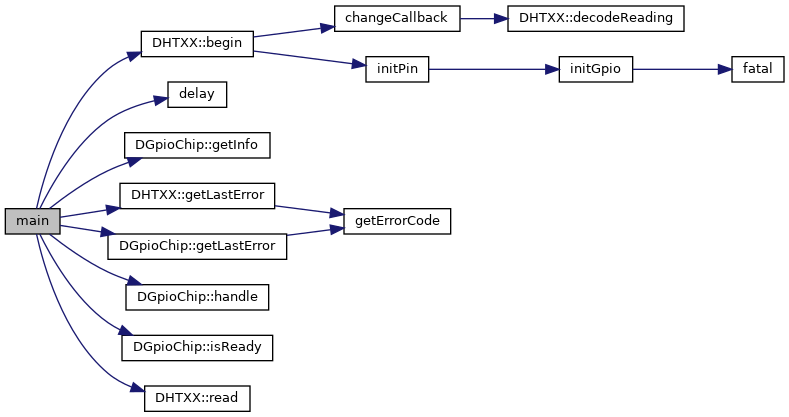 changeCallback
DHTXX::decodeReading
DHTXX::begin
initPin
initGpio
fatal
delay
DGpioChip::getInfo
DHTXX::getLastError
main
getErrorCode
DGpioChip::getLastError
DGpioChip::handle
DGpioChip::isReady
DHTXX::read